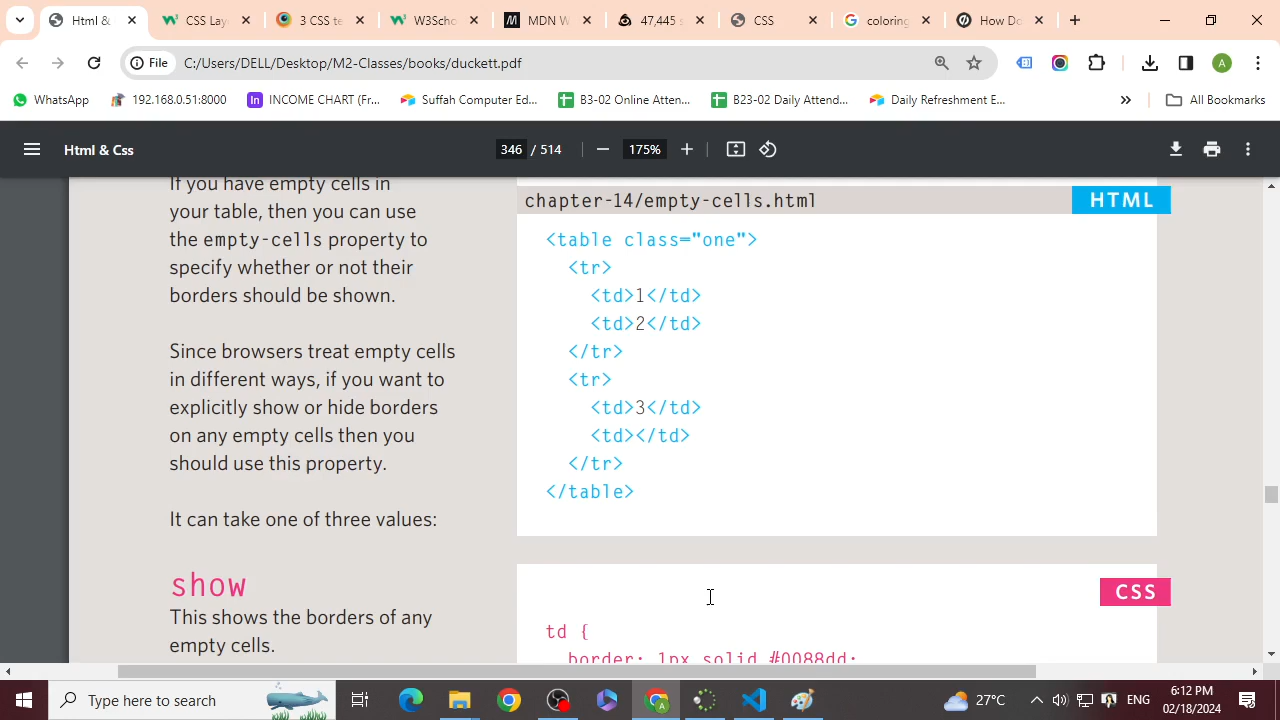 Html &
CSS Lay
3 CSS te
W3Scho
MDN W
47,445 s
CSS
coloring
How Do
File
C:/Users/DELL/Desktop/M2-Classes/books/duckett.pdf
WhatsApp
192.168.0.51:8000
INCOME CHART (Fr...
Suffah Computer Ed...
B3-02 Online Atten...
B23-02 Daily Attend...
Daily Refreshment E...
All Bookmarks
Html & Css
346 / 514
175%
If you have empty cells in
your table, then you can use
the empty-cells property to
specify whether or not their
borders should be shown.
Since browsers treat empty cells
in different ways, if you want to
explicitly show or hide borders
on any empty cells then you
should use this property.
It can take one of three values:
show
This shows the borders of any
empty cells.
chapter-14/empty-cells.html
HTML
<table class="one">
<tr>
<td>1</td>
<td>2</td>
</tr>
<tr>
<td>3</td>
<td></td>
</tr>
</table>
CSS
td {
border: 1px solid #0088dd;
Type here to search
27°C
ENG
6:12 PM
02/18/2024